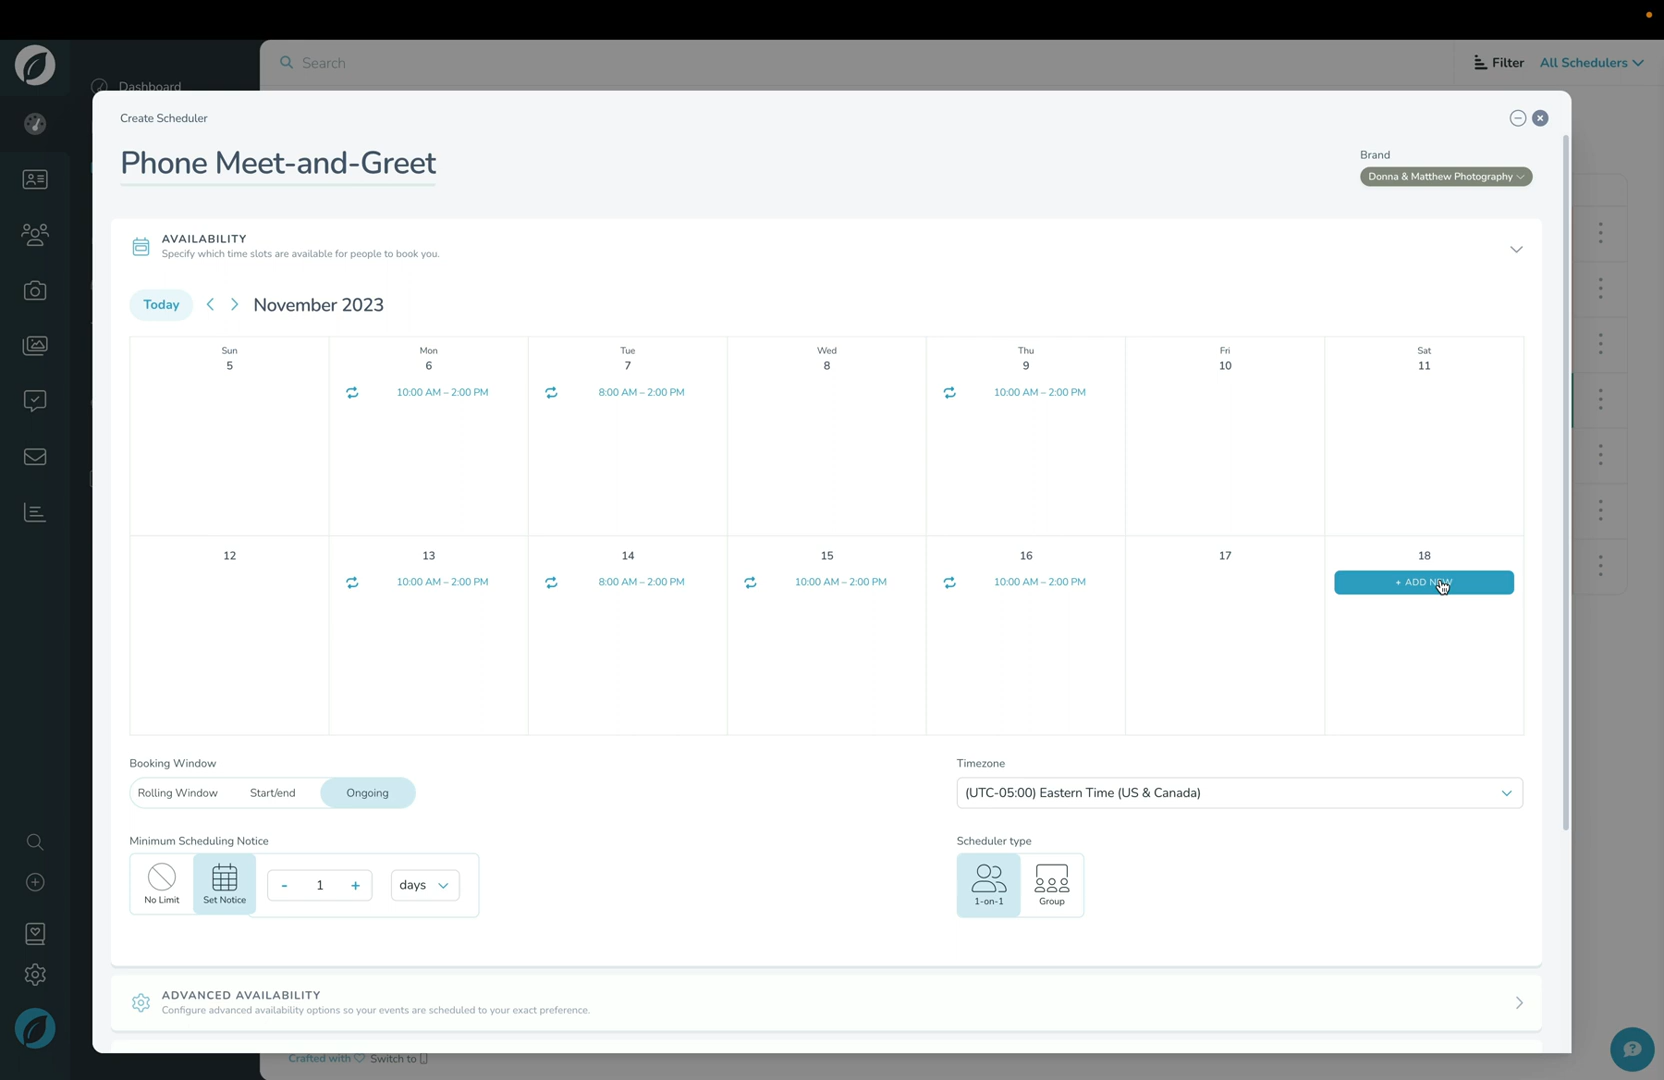 Search
Filter
All Schedulers
Dashboard
Create Scheduler
Phone Meet-and-Greet
Brand
Donna & Matthew Photography
AVAILABILITY
Specify which time slots are available for people to book you.
Today
November 2023
Sun Mon Tue Wed Thu Fri Sat
5 6 7 8 9 10 11
10:00 AM – 2:00 PM 8:00 AM – 2:00 PM 10:00 AM – 2:00 PM
12 13 14 15 16 17 18
10:00 AM – 2:00 PM 8:00 AM – 2:00 PM 10:00 AM – 2:00 PM 10:00 AM – 2:00 PM + ADD NEW
Booking Window
Timezone
Rolling Window Start/end Ongoing
(UTC-05:00) Eastern Time (US & Canada)
Minimum Scheduling Notice
Scheduler type
- 1 + days
No Limit Set Notice
1-on-1 Group
ADVANCED AVAILABILITY
Configure advanced availability options so your events are scheduled to your exact preference.
Crafted with Switch to